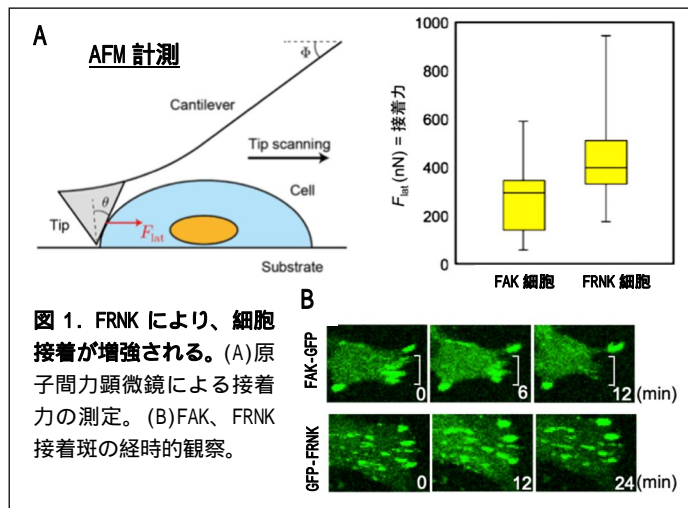 A
AFM 計測
Φ
Cantilever
Tip scanning
θ
Cell
Tip
F_lat
Substrate
F_lat (nN) = 接着力
1000
800
600
400
200
0
FAK 細胞
FRNK 細胞
図 1. FRNK により、細胞
接着が増強される。(A)原
子間力顕微鏡による接着
力の測定。(B)FAK、FRNK
接着斑の経時的観察。
B
FAK-GFP
0
6
12
(min)
GFP-FRNK
0
12
24
(min)